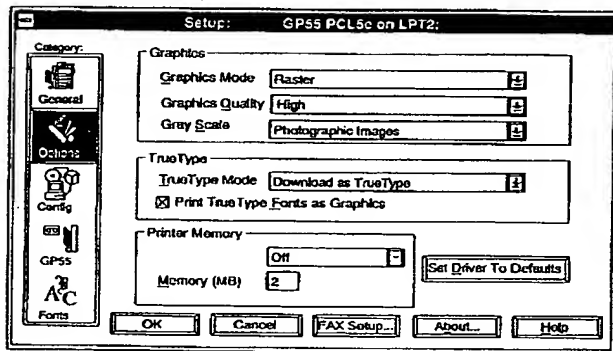 Setup: GP55 PCL5e on LPT2:
Category:
General
Options
Config
GP55
Fonts
Graphics
Graphics Mode Raster
Graphics Quality High
Gray Scale Photographic Images
TrueType
TrueType Mode Download as TrueType
Print TrueType Fonts as Graphics
Printer Memory
Off
Memory (MB) 2
Set Driver To Defaults
OK Cancel FAX Setup... About... Help